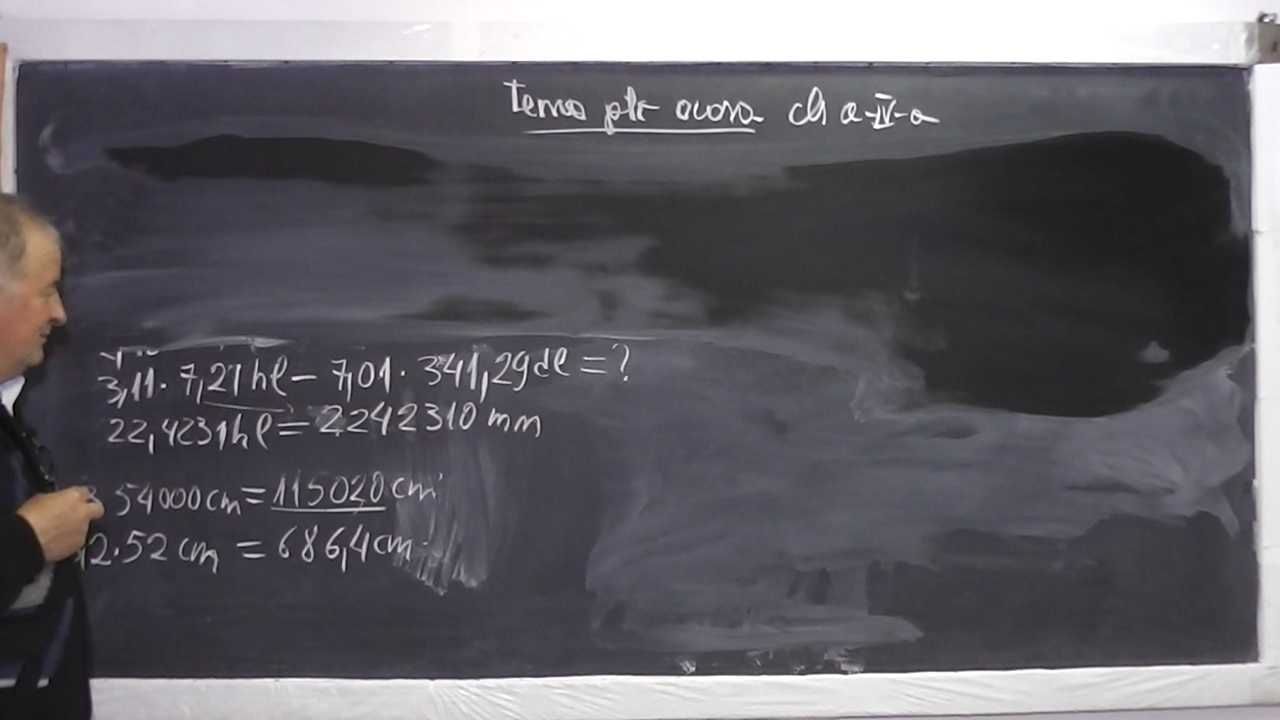 Tema ptr acasa cls a-IV-a
3,11 · 7,21 hl - 7,01 · 341,29 dl = ?
22,4231 hl = 2242310 mm
54000 cm = 115020 cm
2 · 52 cm = 686,4 cm